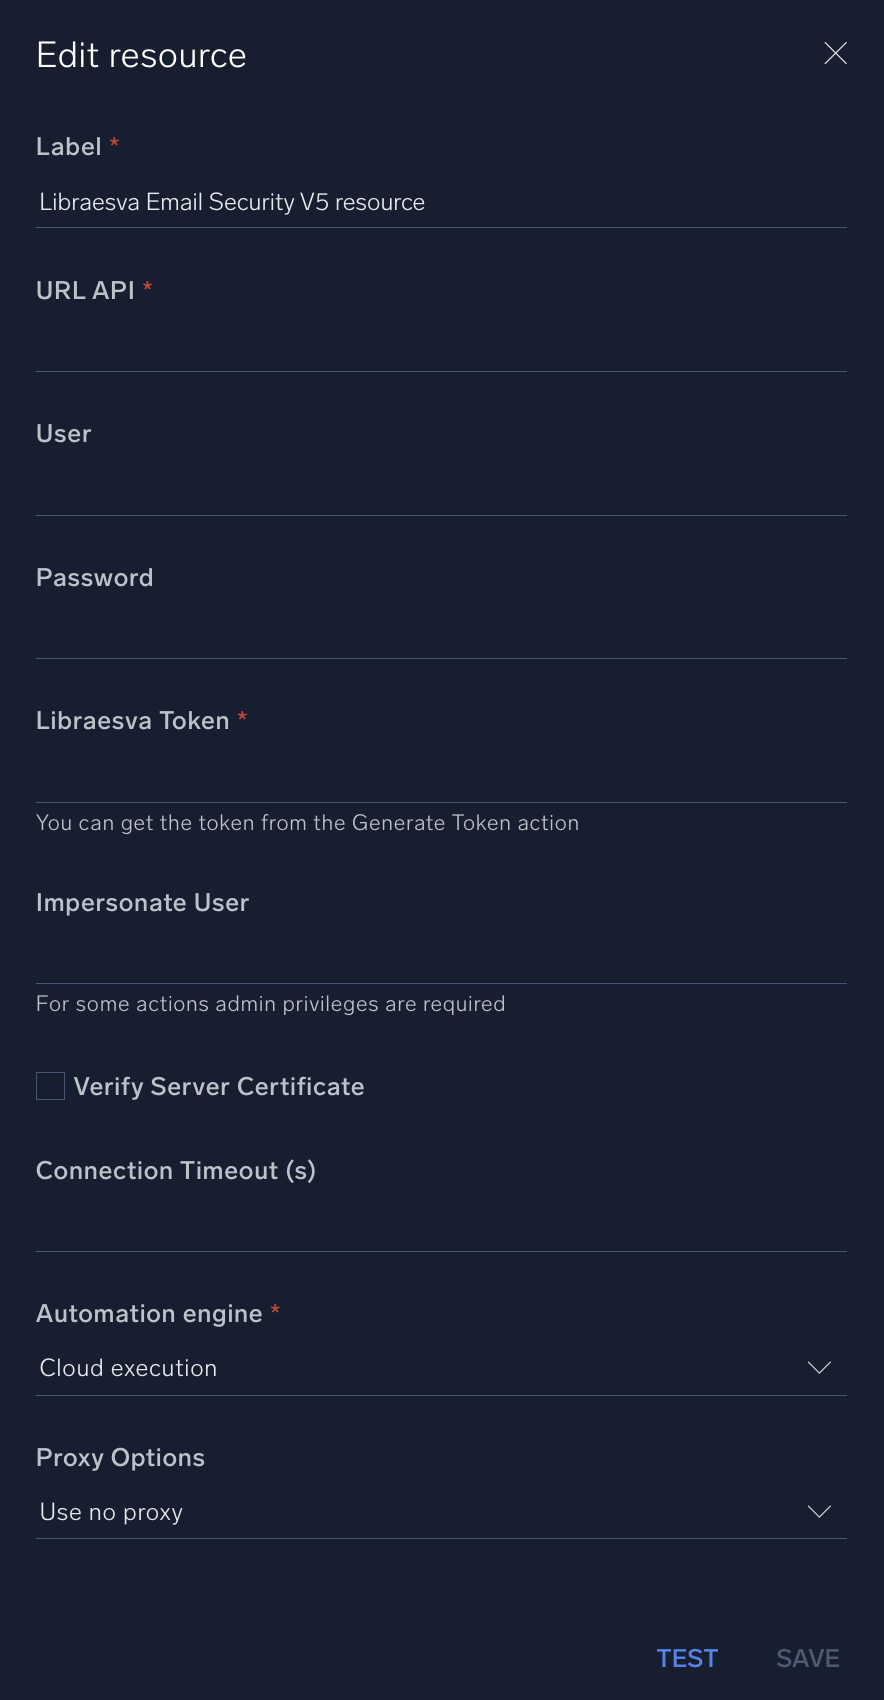 Edit resource
Label *
Libraesva Email Security V5 resource
URL API *
User
Password
Libraesva Token *
You can get the token from the Generate Token action
Impersonate User
For some actions admin privileges are required
Verify Server Certificate
Connection Timeout (s)
Automation engine *
Cloud execution
Proxy Options
Use no proxy
TEST SAVE